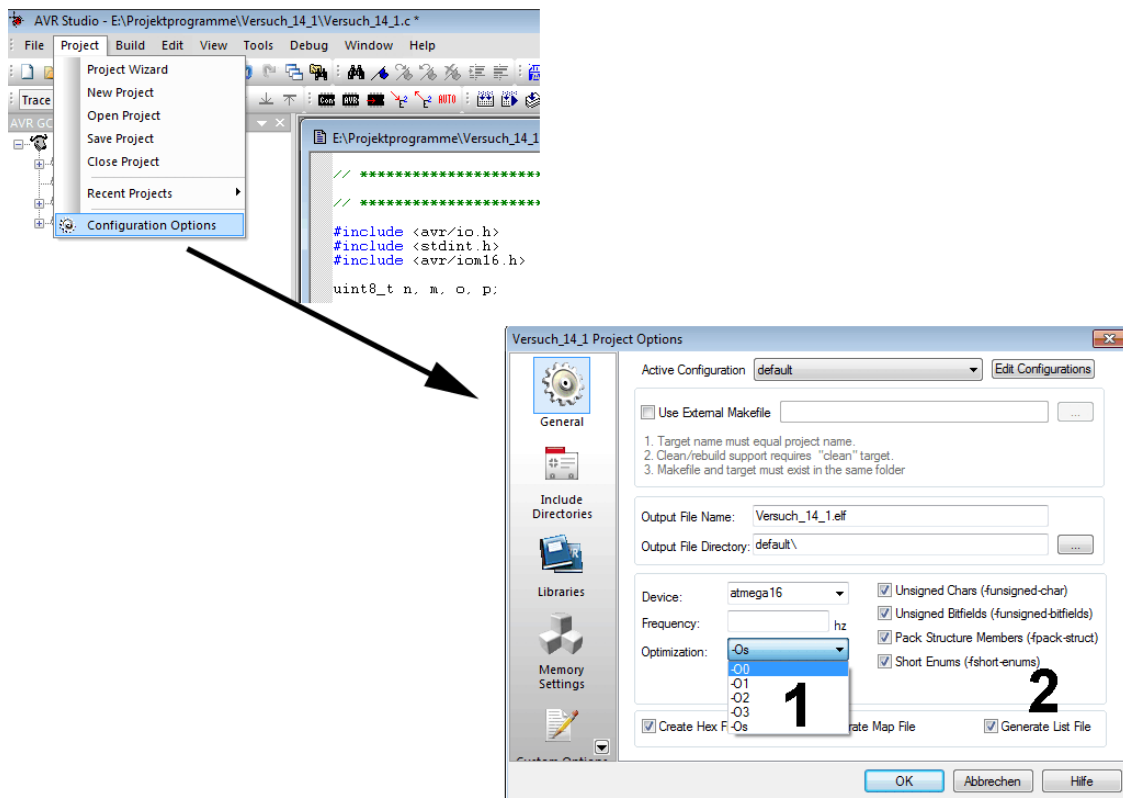 AVR Studio - E:\Projektprogramme\Versuch_14_1\Versuch_14_1.c *
File Project Build Edit View Tools Debug Window Help
Project Wizard
New Project
Open Project
Save Project
Close Project
Recent Projects
Configuration Options
Trace
Con AVR AUTO
AVR GC
E:\Projektprogramme\Versuch_14_1
// *********************
// *********************
#include <avr/io.h>
#include <stdint.h>
#include <avr/iom16.h>
uint8_t n, m, o, p;
Versuch_14_1 Project Options
General
Include
Directories
Libraries
Memory
Settings
Custom Options
Active Configuration default Edit Configurations
Use External Makefile ...
1. Target name must equal project name.
2. Clean/rebuild support requires "clean" target.
3. Makefile and target must exist in the same folder
Output File Name: Versuch_14_1.elf
Output File Directory: default\ ...
Device: atmega16
Frequency: hz
Optimization: -Os
-O0
-O1
-O2
-O3
-Os
1
Unsigned Chars (-funsigned-char)
Unsigned Bitfields (-funsigned-bitfields)
Pack Structure Members (-fpack-struct)
Short Enums (-fshort-enums)
2
Create Hex F rate Map File Generate List File
OK Abbrechen Hilfe